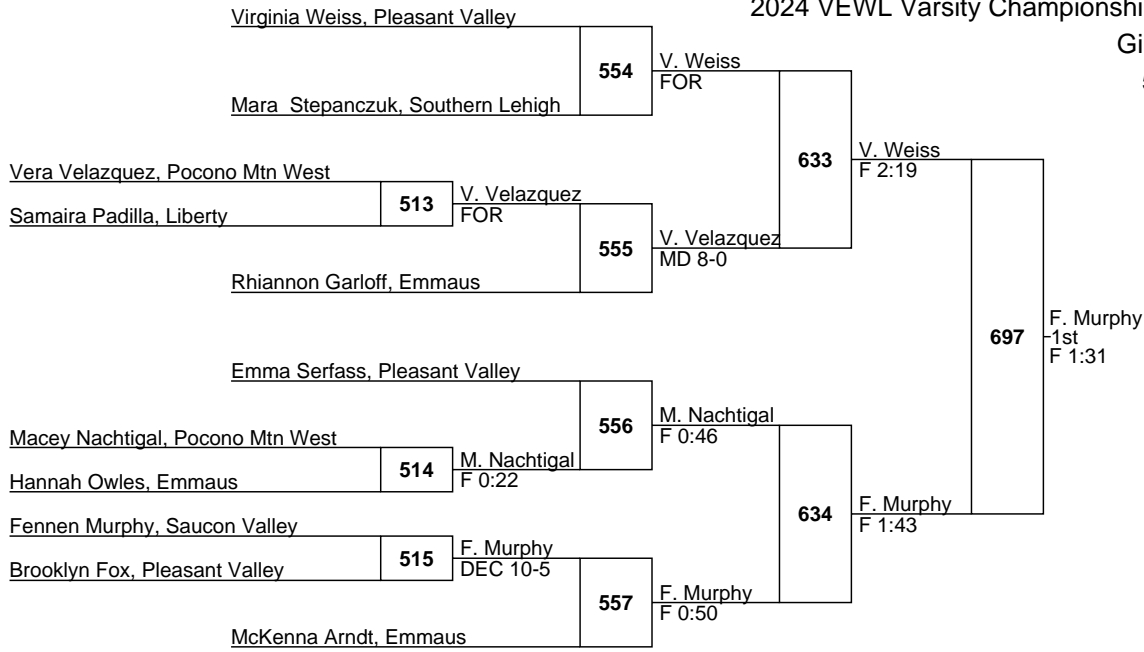 2024 VEWL Varsity Championshi
Gi
Virginia Weiss, Pleasant Valley
554
V. Weiss
FOR
Mara Stepanczuk, Southern Lehigh
633
V. Weiss
F 2:19
Vera Velazquez, Pocono Mtn West
513
V. Velazquez
FOR
Samaira Padilla, Liberty
555
V. Velazquez
MD 8-0
Rhiannon Garloff, Emmaus
697
F. Murphy
1st
F 1:31
Emma Serfass, Pleasant Valley
556
M. Nachtigal
F 0:46
Macey Nachtigal, Pocono Mtn West
514
M. Nachtigal
F 0:22
Hannah Owles, Emmaus
634
F. Murphy
F 1:43
Fennen Murphy, Saucon Valley
515
F. Murphy
DEC 10-5
Brooklyn Fox, Pleasant Valley
557
F. Murphy
F 0:50
McKenna Arndt, Emmaus